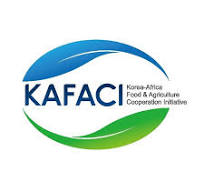 KAFACI
Korea-Africa
Food & Agriculture
Cooperation Initiative